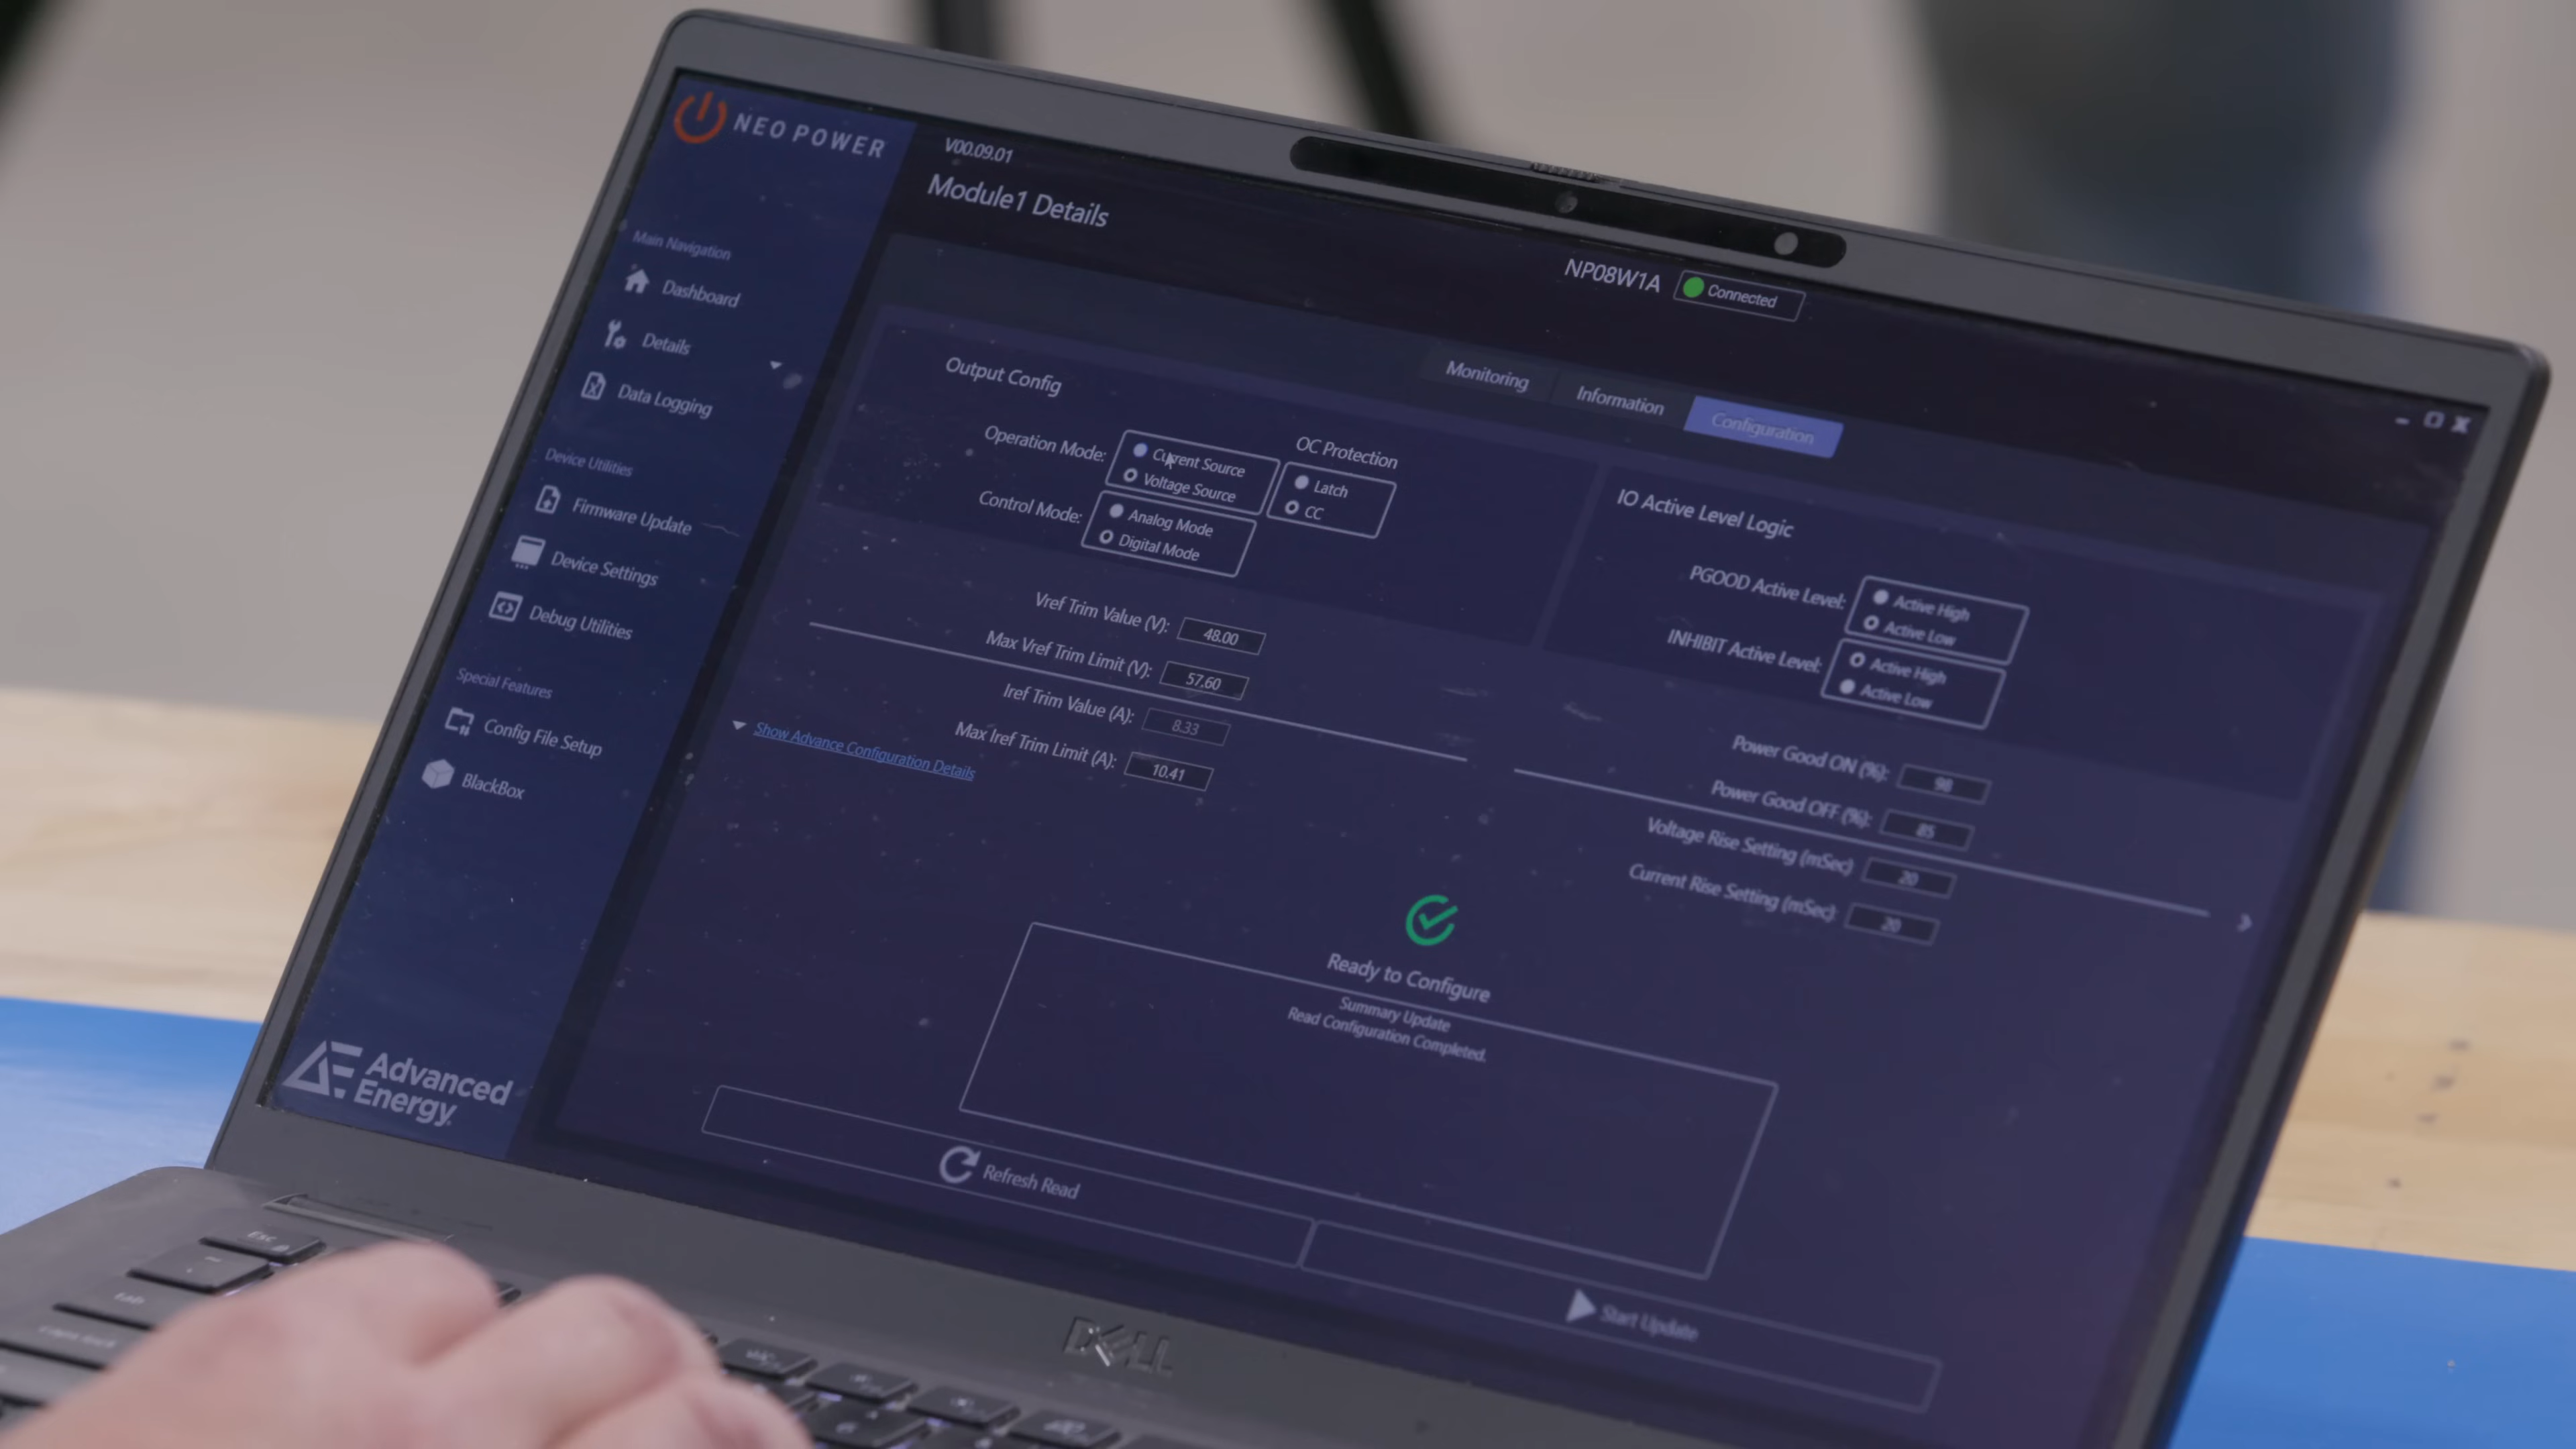 NEO POWER
V00.09.01
Module1 Details
NP08W1A
Connected
Main Navigation
Dashboard
Details
Data Logging
Device Utilities
Firmware Update
Device Settings
Debug Utilities
Special Features
Config File Setup
BlackBox
Advanced
Energy
Monitoring
Information
Configuration
Output Config
Operation Mode:
Current Source
Voltage Source
OC Protection
Latch
CC
Control Mode:
Analog Mode
Digital Mode
Vref Trim Value (V): 48.00
Max Vref Trim Limit (V): 57.60
Iref Trim Value (A): 8.33
Max Iref Trim Limit (A): 10.41
Show Advance Configuration Details
IO Active Level Logic
PGOOD Active Level:
Active High
Active Low
INHIBIT Active Level:
Active High
Active Low
Power Good ON (%): 98
Power Good OFF (%): 85
Voltage Rise Setting (mSec) 20
Current Rise Setting (mSec) 20
Ready to Configure
Summary Update
Read Configuration Completed.
Refresh Read
Start Update
DELL
Esc